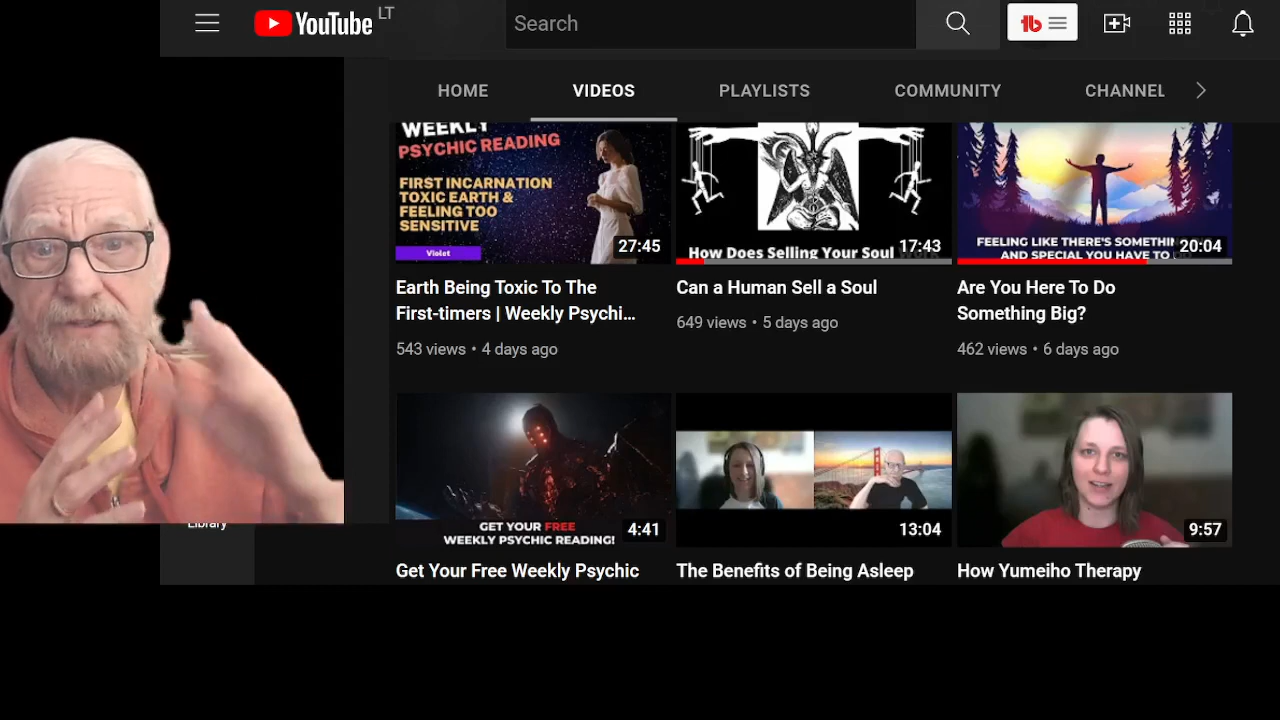 YouTube LT
Search
HOME
VIDEOS
PLAYLISTS
COMMUNITY
CHANNEL
WEEKLY
PSYCHIC READING
FIRST INCARNATION
TOXIC EARTH &
FEELING TOO
SENSITIVE
Violet
27:45
How Does Selling Your Soul Work
17:43
FEELING LIKE THERE'S
AND SPECIAL YOU HAVE TO DO
20:04
Earth Being Toxic To The
First-timers | Weekly Psychi...
543 views • 4 days ago
Can a Human Sell a Soul
649 views • 5 days ago
Are You Here To Do
Something Big?
462 views • 6 days ago
GET YOUR FREE
WEEKLY PSYCHIC READING!
4:41
13:04
9:57
Library
Get Your Free Weekly Psychic
The Benefits of Being Asleep
How Yumeiho Therapy